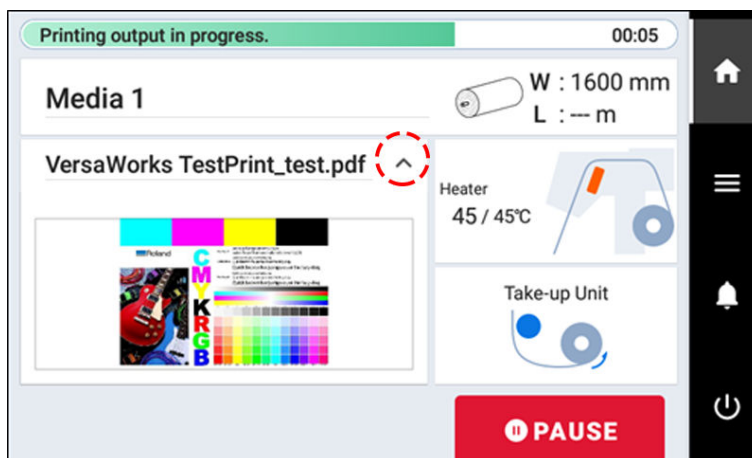 Printing output in progress.
00:05
Media 1
W : 1600 mm
L : --- m
VersaWorks TestPrint_test.pdf
Heater
45 / 45℃
Roland
C
M
Y
K
R
G
B
Take-up Unit
PAUSE